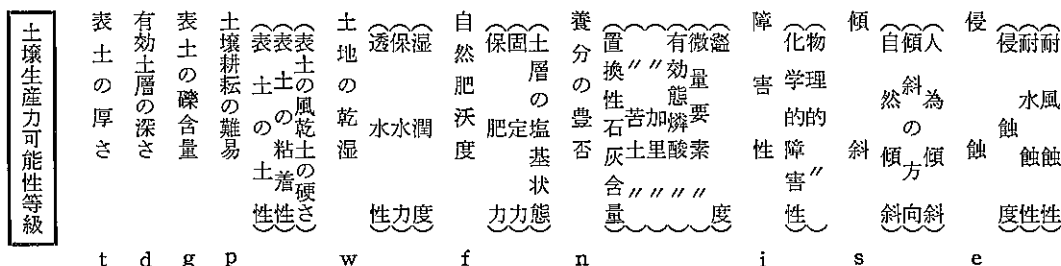 土壌生産力可能性等級
表土の厚さ t
有効土層の深さ d
表土の礫含量 g
土壌耕耘の難易 p
(表土の土性)
(表土の粘着性)
(表土の風乾土の硬さ)
土地の乾湿 w
(透水性)
(保水力)
(湿潤度)
自然肥沃度 f
(保肥力)
(固定力)
(土層の塩基状態)
養分の豊否 n
(置換性石灰含量)
(〃苦土〃)
(〃加里〃)
(有効態燐酸〃)
(微量要素〃)
(度)
障害性 i
(化学的障害性)
(物理的〃)
傾斜 s
(自然傾斜)
(傾斜の方向)
(人為傾斜)
侵蝕 e
(侵蝕度)
(耐水蝕性)
(耐風蝕性)